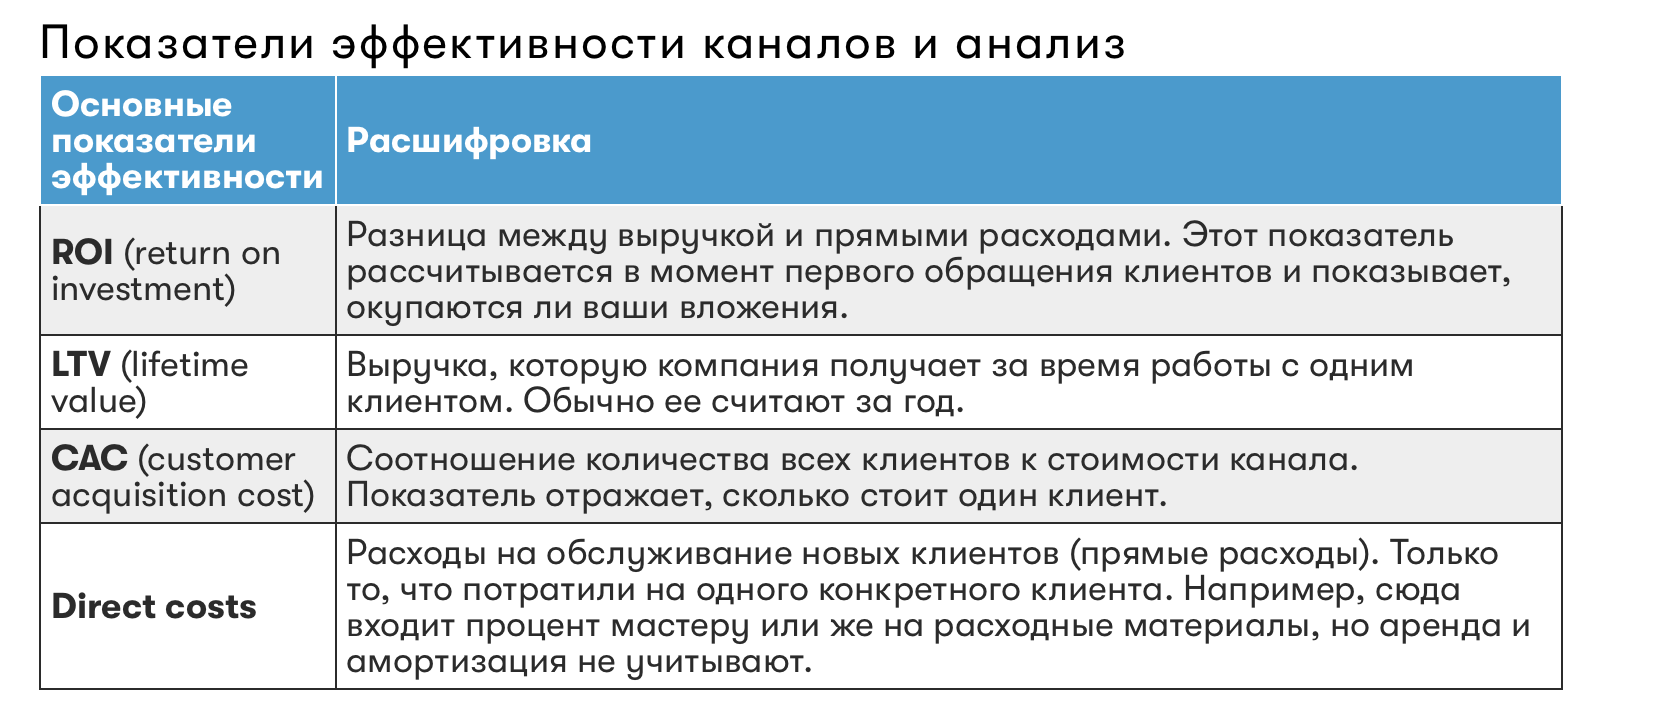 Показатели эффективности каналов и анализ
Основные
показатели
эффективности
Расшифровка
ROI (return on
investment)
Разница между выручкой и прямыми расходами. Этот показатель
рассчитывается в момент первого обращения клиентов и показывает,
окупаются ли ваши вложения.
LTV (lifetime
value)
Выручка, которую компания получает за время работы с одним
клиентом. Обычно ее считают за год.
CAC (customer
acquisition cost)
Соотношение количества всех клиентов к стоимости канала.
Показатель отражает, сколько стоит один клиент.
Direct costs
Расходы на обслуживание новых клиентов (прямые расходы). Только
то, что потратили на одного конкретного клиента. Например, сюда
входит процент мастеру или же на расходные материалы, но аренда и
амортизация не учитывают.